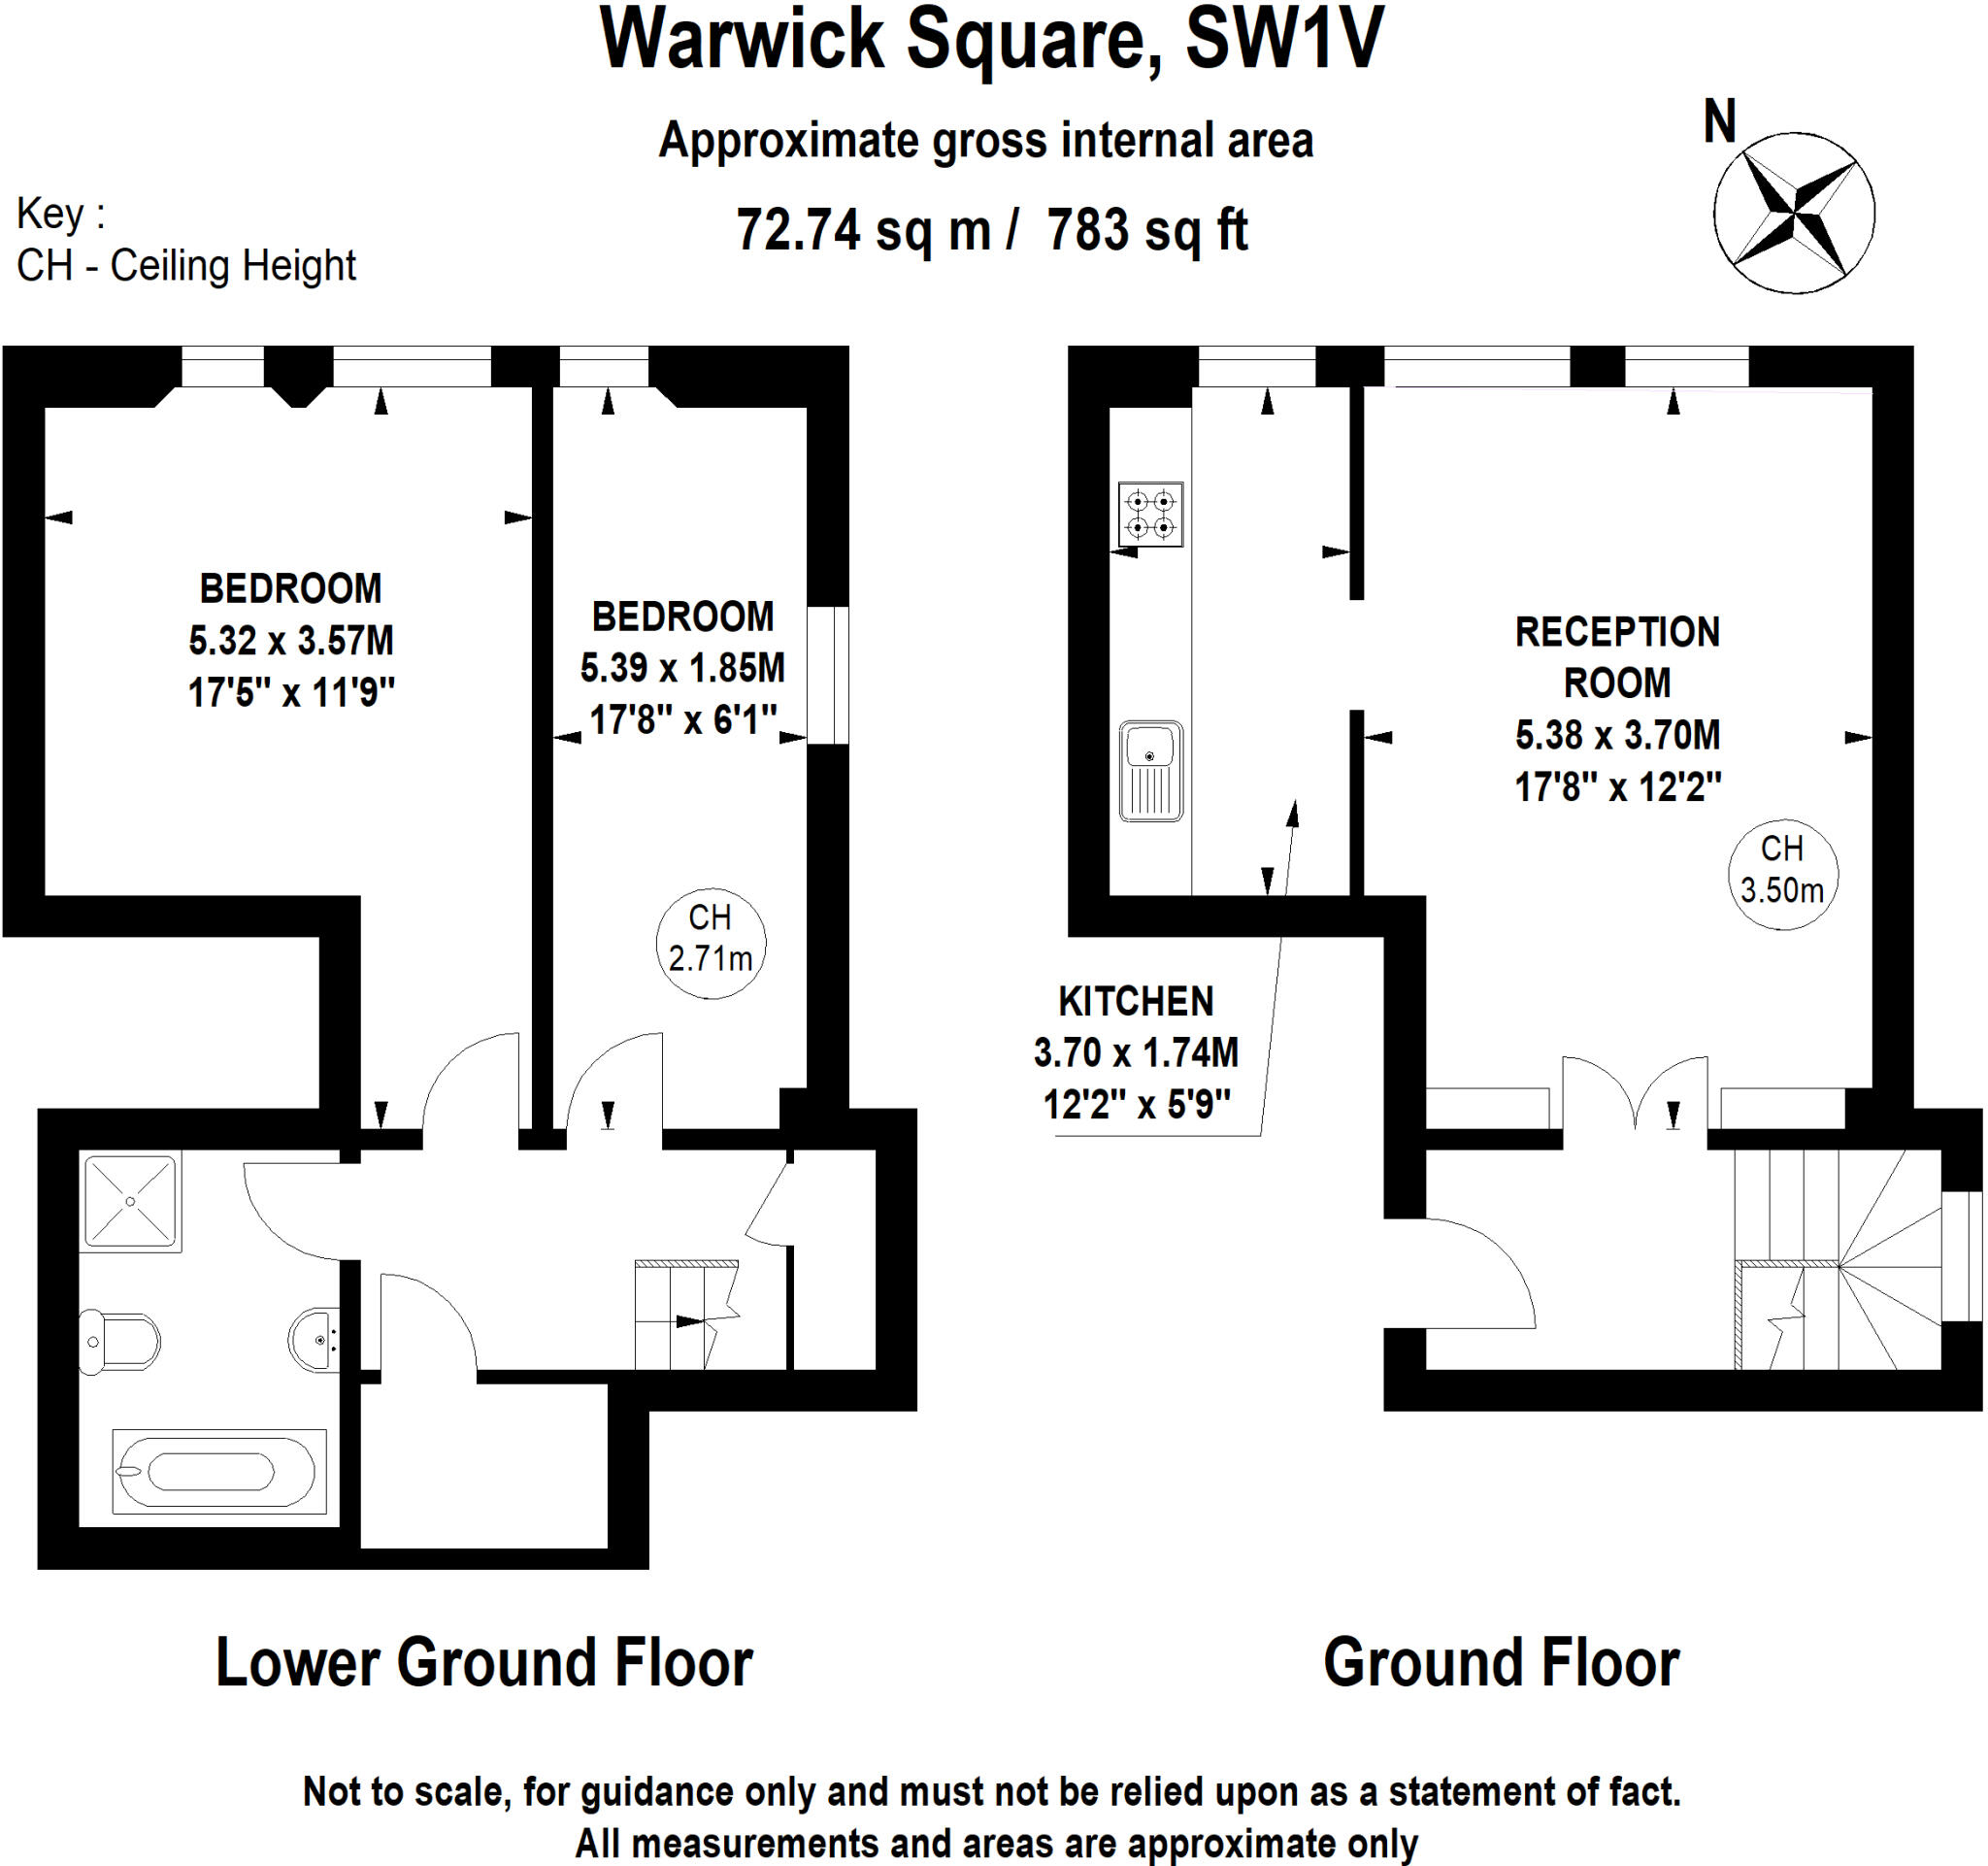 Warwick Square, SW1V
Approximate gross internal area
72.74 sq m / 783 sq ft
N
Key :
CH - Ceiling Height
BEDROOM
5.32 x 3.57M
17'5" x 11'9"
BEDROOM
5.39 x 1.85M
17'8" x 6'1"
CH
2.71m
RECEPTION
ROOM
5.38 x 3.70M
17'8" x 12'2"
CH
3.50m
KITCHEN
3.70 x 1.74M
12'2" x 5'9"
Lower Ground Floor
Ground Floor
Not to scale, for guidance only and must not be relied upon as a statement of fact.
All measurements and areas are approximate only